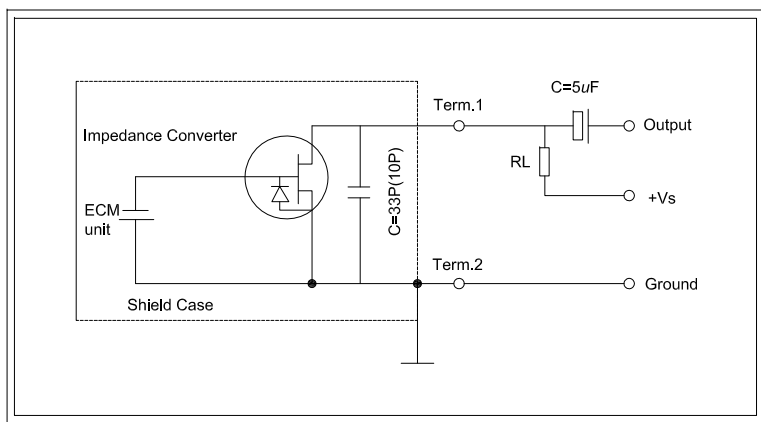 C=5uF
Term.1
Output
Impedance Converter
RL
C=33P(10P)
+Vs
ECM
unit
Term.2
Ground
Shield Case